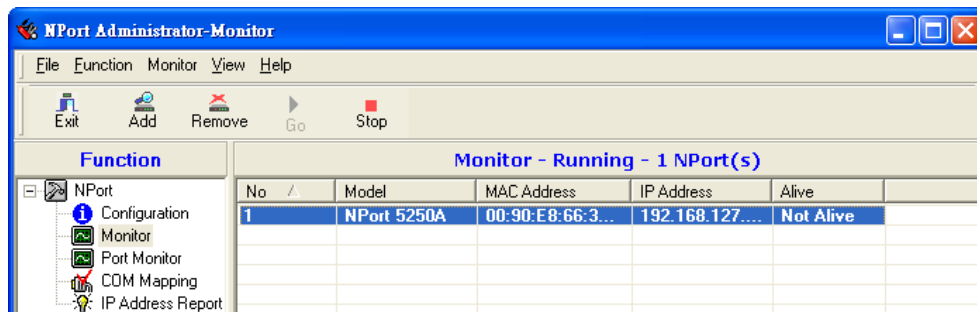 NPort Administrator-Monitor
File Function Monitor View Help
Exit Add Remove Go Stop
Function
Monitor - Running - 1 NPort(s)
NPort
Configuration
Monitor
Port Monitor
COM Mapping
IP Address Report
No Model MAC Address IP Address Alive
1 NPort 5250A 00:90:E8:66:3... 192.168.127.... Not Alive